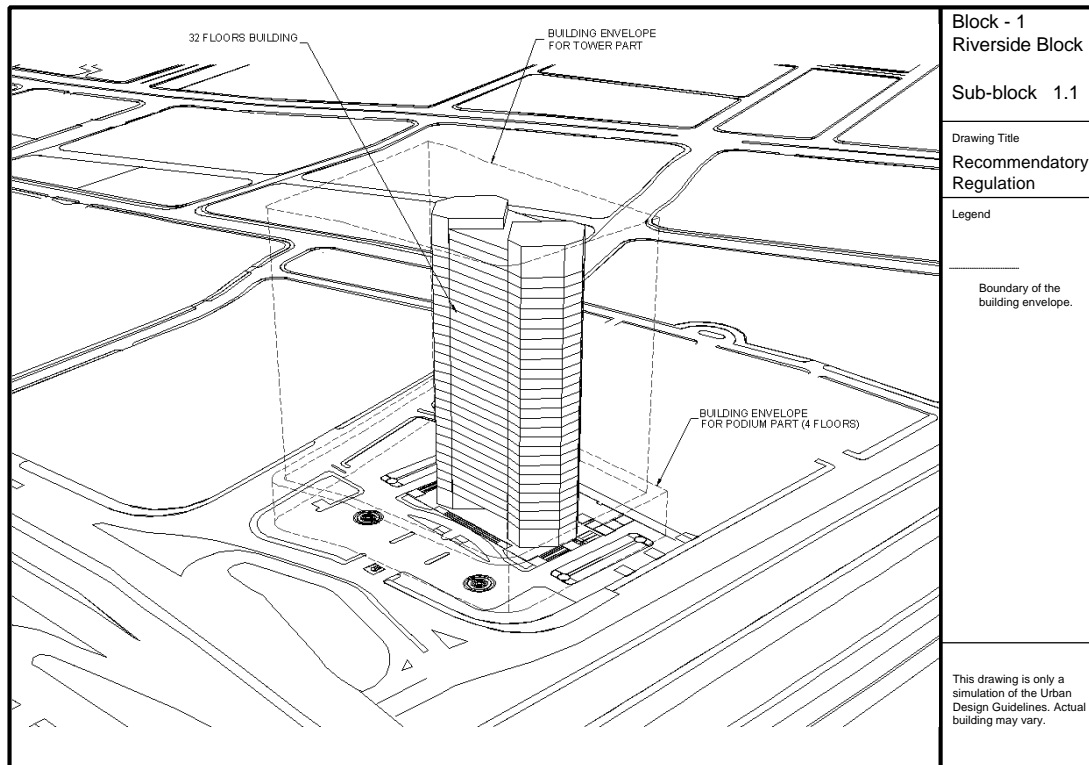 32 FLOORS BUILDING
BUILDING ENVELOPE
FOR TOWER PART
BUILDING ENVELOPE
FOR PODIUM PART (4 FLOORS)
Block - 1
Riverside Block
Sub-block 1.1
Drawing Title
Recommendatory
Regulation
Legend
Boundary of the
building envelope.
This drawing is only a
simulation of the Urban
Design Guidelines. Actual
building may vary.